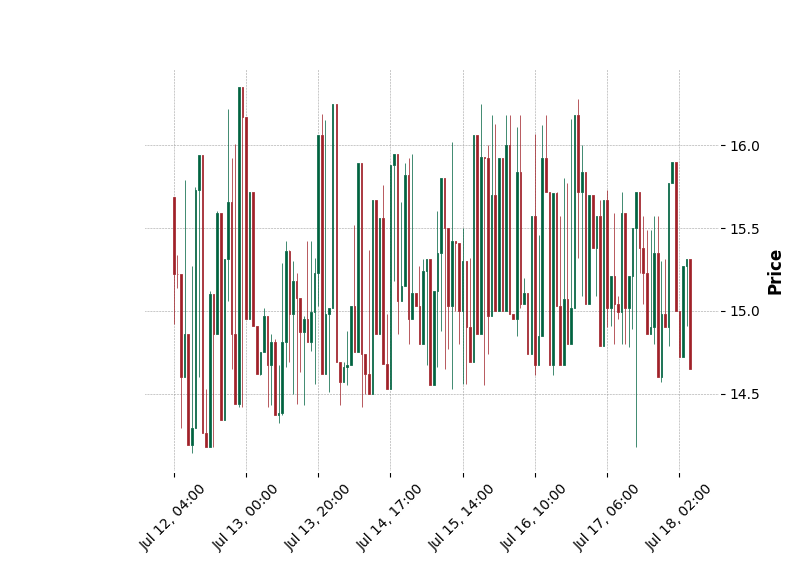 16.0
15.5
15.0
14.5
Price
Jul 12, 04:00
Jul 13, 00:00
Jul 13, 20:00
Jul 14, 17:00
Jul 15, 14:00
Jul 16, 10:00
Jul 17, 06:00
Jul 18, 02:00